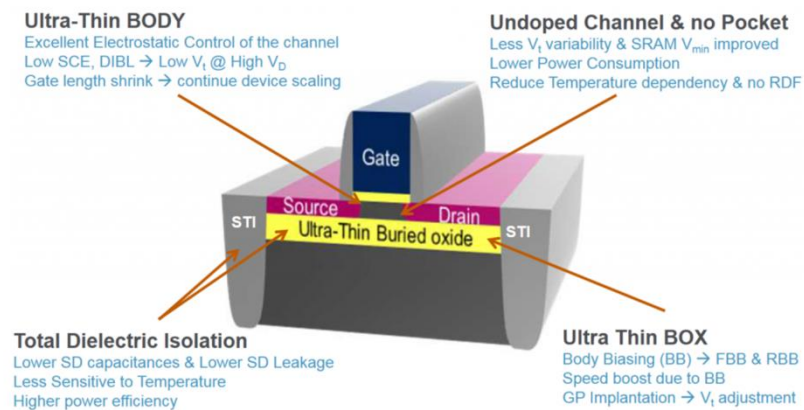 Ultra-Thin BODY
Excellent Electrostatic Control of the channel
Low SCE, DIBL → Low Vt @ High VD
Gate length shrink → continue device scaling
Undoped Channel & no Pocket
Less Vt variability & SRAM Vmin improved
Lower Power Consumption
Reduce Temperature dependency & no RDF
Gate
Source
Drain
STI
Ultra-Thin Buried oxide
STI
Total Dielectric Isolation
Lower SD capacitances & Lower SD Leakage
Less Sensitive to Temperature
Higher power efficiency
Ultra Thin BOX
Body Biasing (BB) → FBB & RBB
Speed boost due to BB
GP Implantation → Vt adjustment